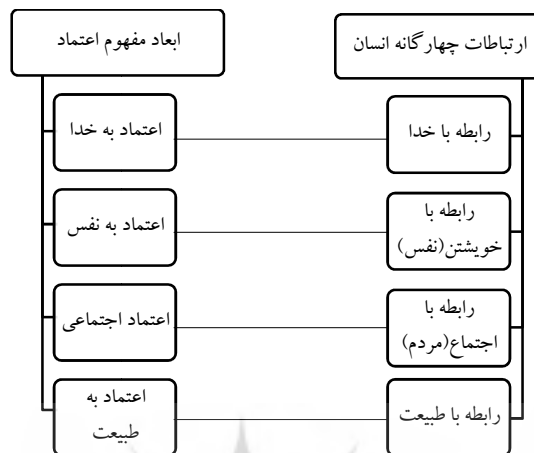 ارتباطات چهارگانه انسان
رابطه با خدا
رابطه با
خویشتن(نفس)
رابطه با
اجتماع(مردم)
رابطه با طبیعت
ابعاد مفهوم اعتماد
اعتماد به خدا
اعتماد به نفس
اعتماد اجتماعی
اعتماد به
طبیعت